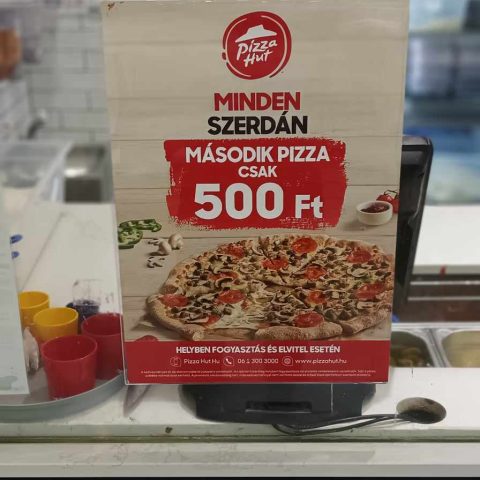 Pizza
Hut
MINDEN
SZERDÁN
MÁSODIK PIZZA
CSAK
500 Ft
HELYBEN FOGYASZTÁS ÉS ELVITEL ESETÉN
Pizza Hut Hu 06 1 300 3000 www.pizzahut.hu